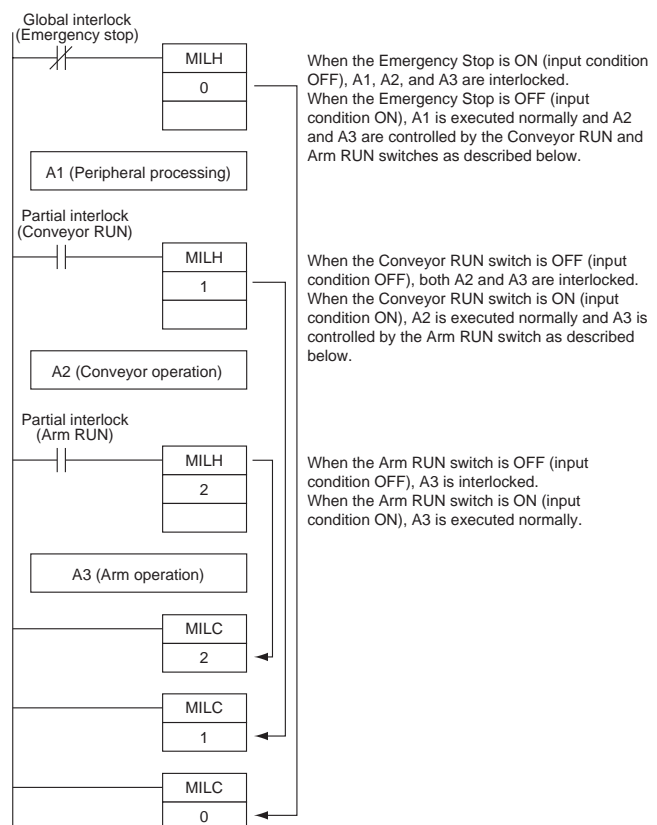 Global interlock
(Emergency stop)
MILH
0
When the Emergency Stop is ON (input condition
OFF), A1, A2, and A3 are interlocked.
When the Emergency Stop is OFF (input
condition ON), A1 is executed normally and A2
and A3 are controlled by the Conveyor RUN and
Arm RUN switches as described below.
A1 (Peripheral processing)
Partial interlock
(Conveyor RUN)
MILH
1
When the Conveyor RUN switch is OFF (input
condition OFF), both A2 and A3 are interlocked.
When the Conveyor RUN switch is ON (input
condition ON), A2 is executed normally and A3 is
controlled by the Arm RUN switch as described
below.
A2 (Conveyor operation)
Partial interlock
(Arm RUN)
MILH
2
When the Arm RUN switch is OFF (input
condition OFF), A3 is interlocked.
When the Arm RUN switch is ON (input
condition ON), A3 is executed normally.
A3 (Arm operation)
MILC
2
MILC
1
MILC
0